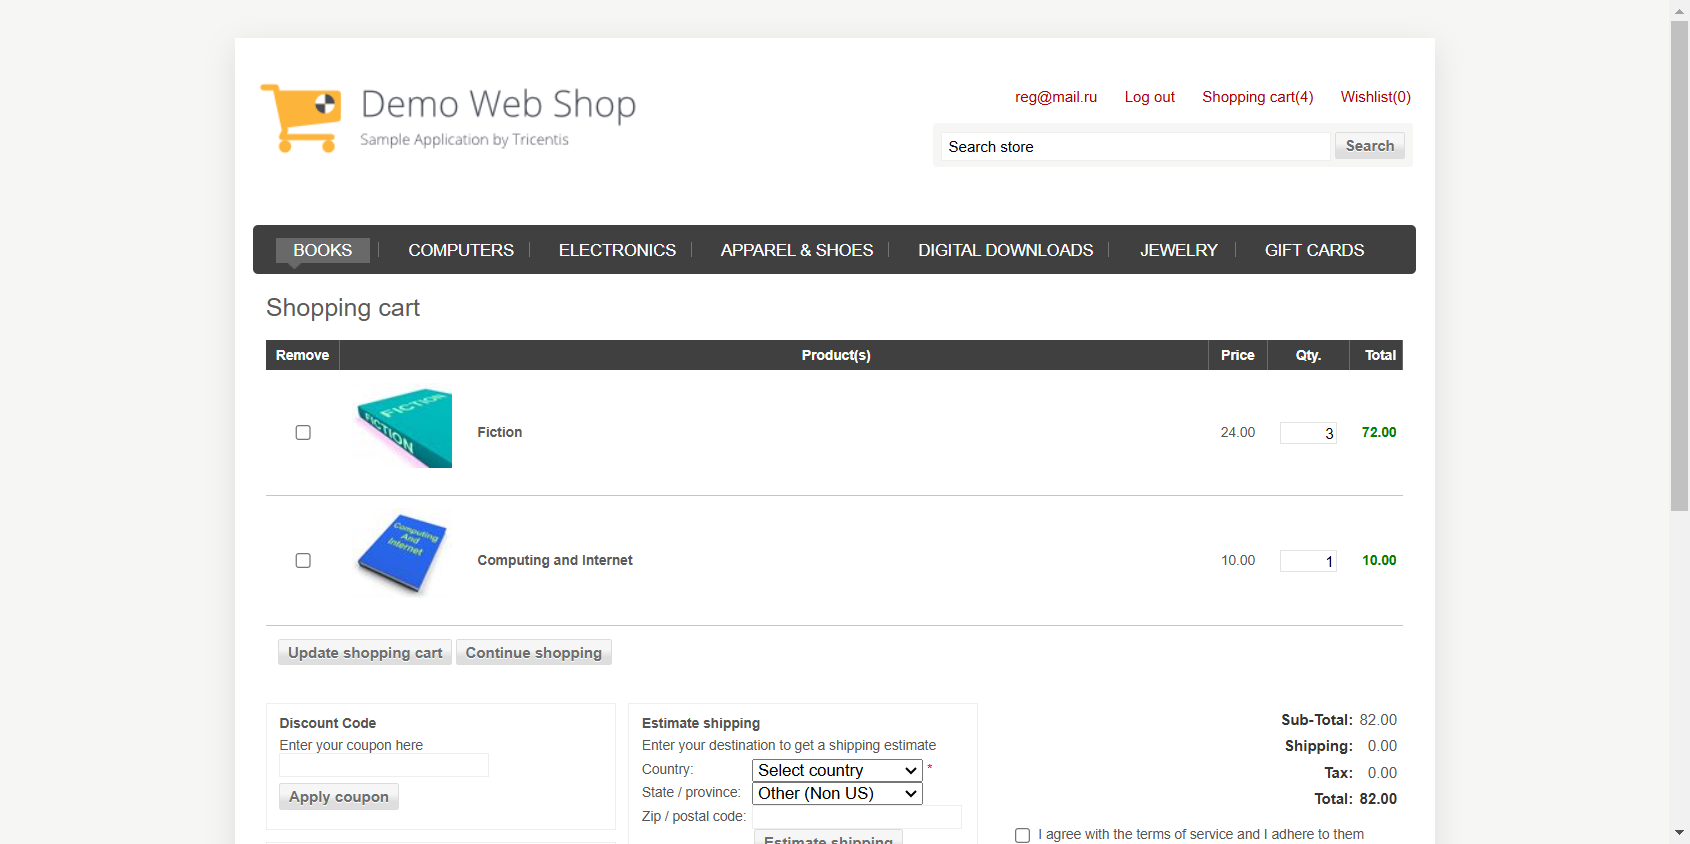 Demo Web Shop
Sample Application by Tricentis
reg@mail.ru Log out Shopping cart(4) Wishlist(0)
Search store Search
BOOKS COMPUTERS ELECTRONICS APPAREL & SHOES DIGITAL DOWNLOADS JEWELRY GIFT CARDS
Shopping cart
Remove Product(s) Price Qty. Total
FICTION
FICTION
Fiction 24.00 3 72.00
Computing
And
Internet
Computing and Internet 10.00 1 10.00
Update shopping cart Continue shopping
Discount Code
Enter your coupon here
Apply coupon
Estimate shipping
Enter your destination to get a shipping estimate
Country: Select country *
State / province: Other (Non US)
Zip / postal code:
Estimate shipping
Sub-Total: 82.00
Shipping: 0.00
Tax: 0.00
Total: 82.00
I agree with the terms of service and I adhere to them